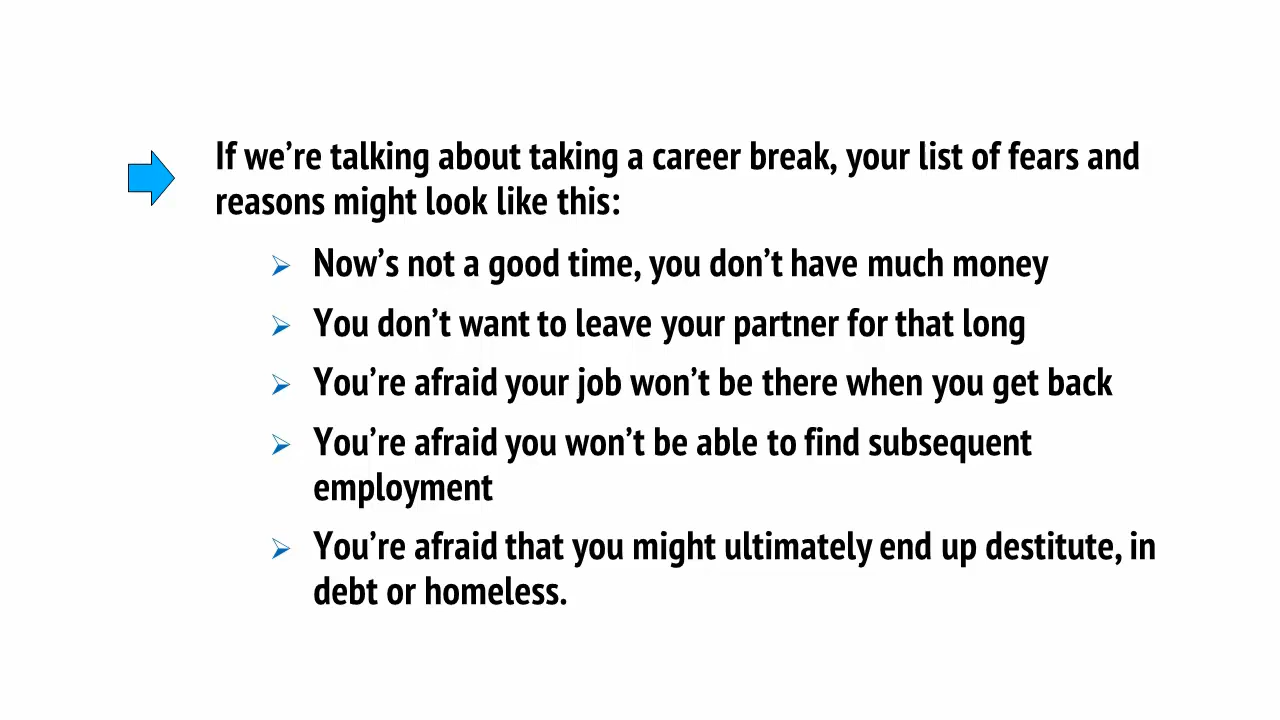 If we’re talking about taking a career break, your list of fears and
reasons might look like this:
Now’s not a good time, you don’t have much money
You don’t want to leave your partner for that long
You’re afraid your job won’t be there when you get back
You’re afraid you won’t be able to find subsequent
employment
You’re afraid that you might ultimately end up destitute, in
debt or homeless.